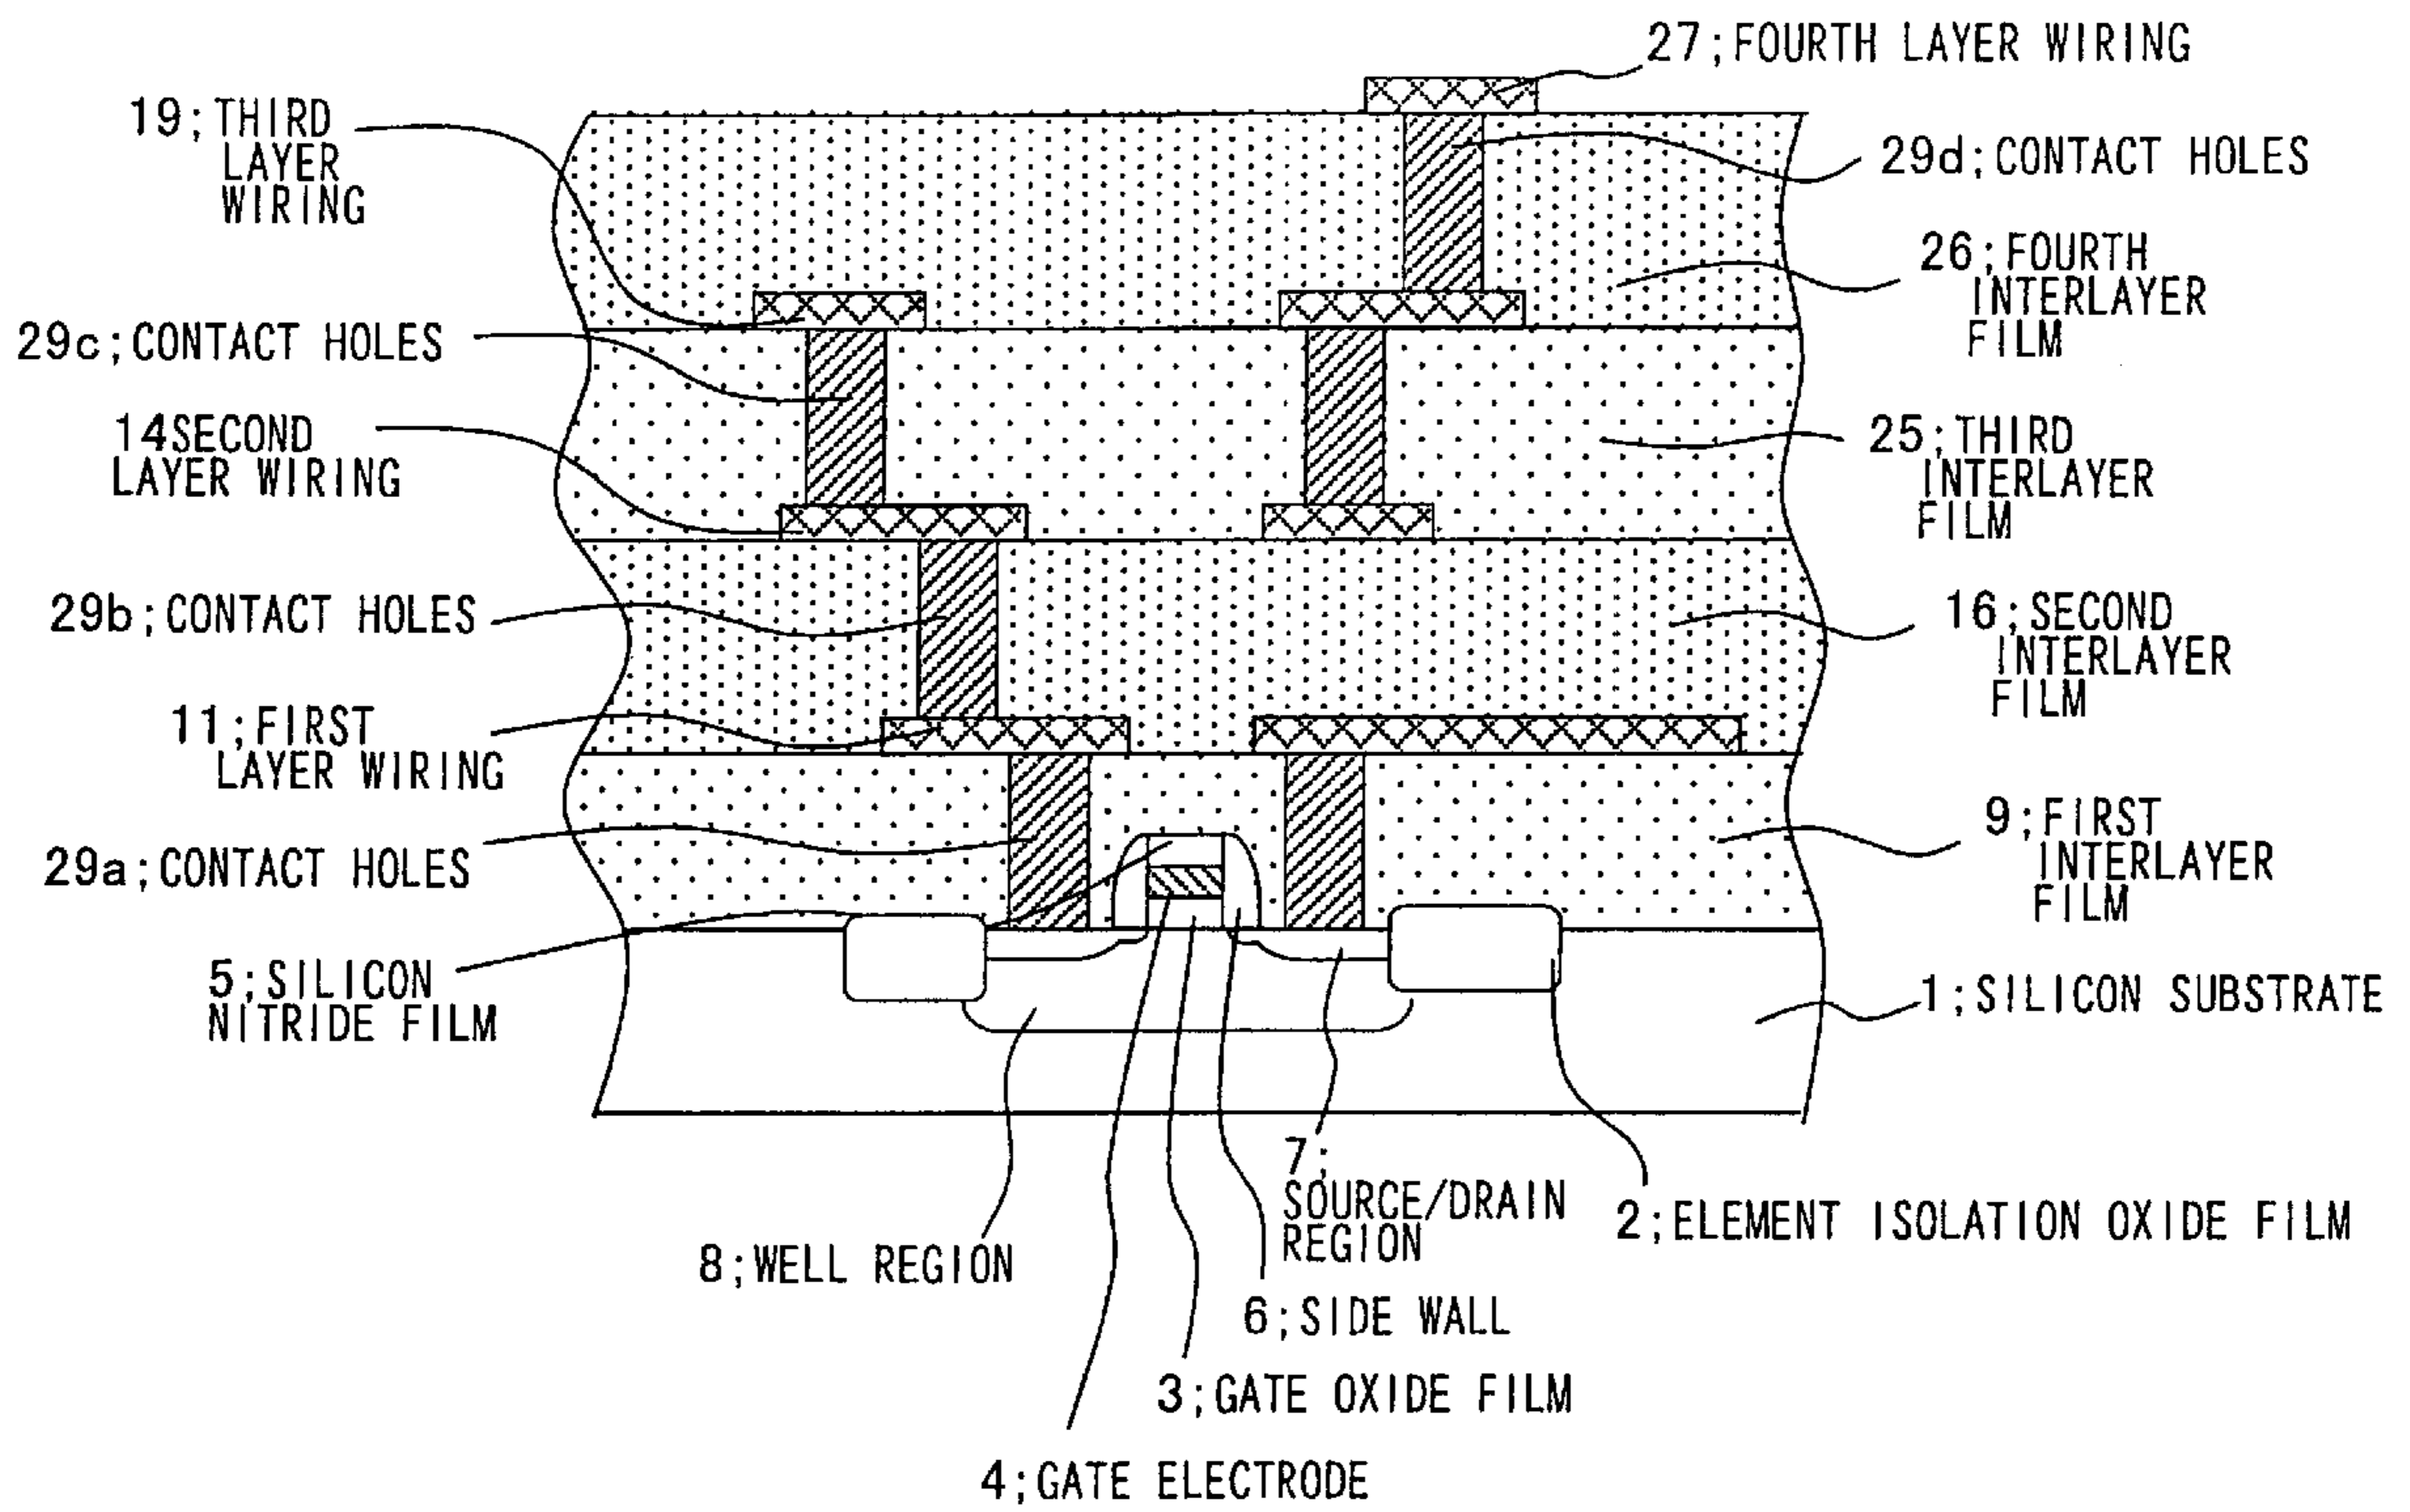 27;FOURTH LAYER WIRING
19;THIRD
LAYER
WIRING
29d;CONTACT HOLES
26;FOURTH
INTERLAYER
FILM
29c;CONTACT HOLES
14SECOND
LAYER WIRING
25;THIRD
INTERLAYER
FILM
29b;CONTACT HOLES
16;SECOND
INTERLAYER
FILM
11;FIRST
LAYER WIRING
9;FIRST
INTERLAYER
FILM
29a;CONTACT HOLES
5;SILICON
NITRIDE FILM
1;SILICON SUBSTRATE
7;
SOURCE/DRAIN
REGION
2;ELEMENT ISOLATION OXIDE FILM
8;WELL REGION
6;SIDE WALL
3;GATE OXIDE FILM
4;GATE ELECTRODE